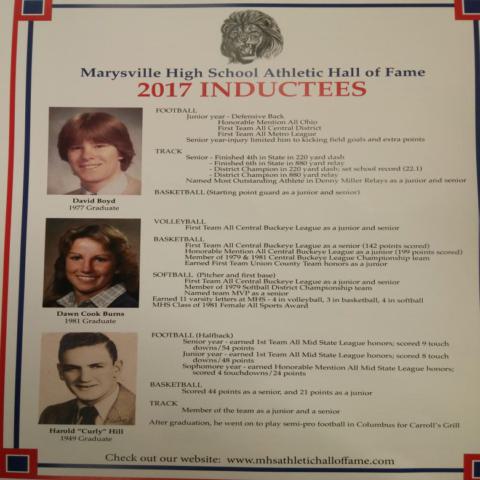 Marysville High School Athletic Hall of Fame
2017 INDUCTEES
David Boyd
1977 Graduate
FOOTBALL
Junior year - Defensive Back
Honorable Mention All Ohio
First Team All Central District
First Team All Metro League
Senior year-injury limited him to kicking field goals and extra points
TRACK
Senior - Finished 4th in State in 220 yard dash
- Finished 6th in State in 880 yard relay
- District Champion in 220 yard dash; set school record (22.1)
- District Champion in 880 yard relay
Named Most Outstanding Athlete in Denny Miller Relays as a junior and senior
BASKETBALL (Starting point guard as a junior and senior)
Dawn Cook Burns
1981 Graduate
VOLLEYBALL
First Team All Central Buckeye League as a junior and senior
BASKETBALL
First Team All Central Buckeye League as a senior (142 points scored)
Honorable Mention All Central Buckeye League as a junior (199 points scored)
Member of 1979 & 1981 Central Buckeye League Championship team
Earned First Team Union County Team honors as a junior
SOFTBALL (Pitcher and first base)
First Team All Central Buckeye League as a junior and senior
Member of 1979 Softball District Championship team
Named team MVP as a senior
Earned 11 varsity letters at MHS - 4 in volleyball, 3 in basketball, 4 in softball
MHS Class of 1981 Female All Sports Award
Harold "Curly" Hill
1949 Graduate
FOOTBALL (Halfback)
Senior year - earned 1st Team All Mid State League honors; scored 9 touch
downs/54 points
Junior year - earned 1st Team All Mid State League honors; scored 8 touch
downs/48 points
Sophomore year - earned Honorable Mention All Mid State League honors;
scored 4 touchdowns/24 points
BASKETBALL
Scored 44 points as a senior, and 21 points as a junior
TRACK
Member of the team as a junior and a senior
After graduation, he went on to play semi-pro football in Columbus for Carroll's Grill
Check out our website: www.mhsathletichalloffame.com